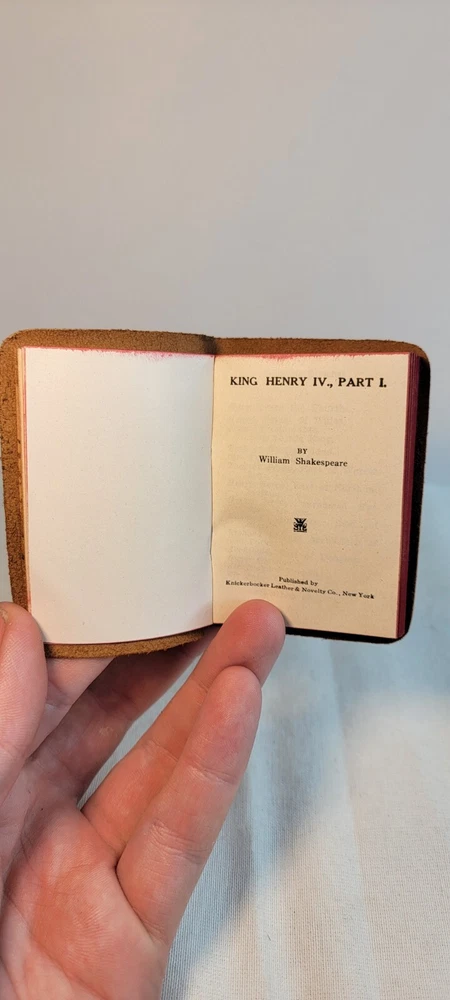 KING HENRY IV., PART I.
BY
William Shakespeare
Published by
Knickerbocker Leather & Novelty Co., New York